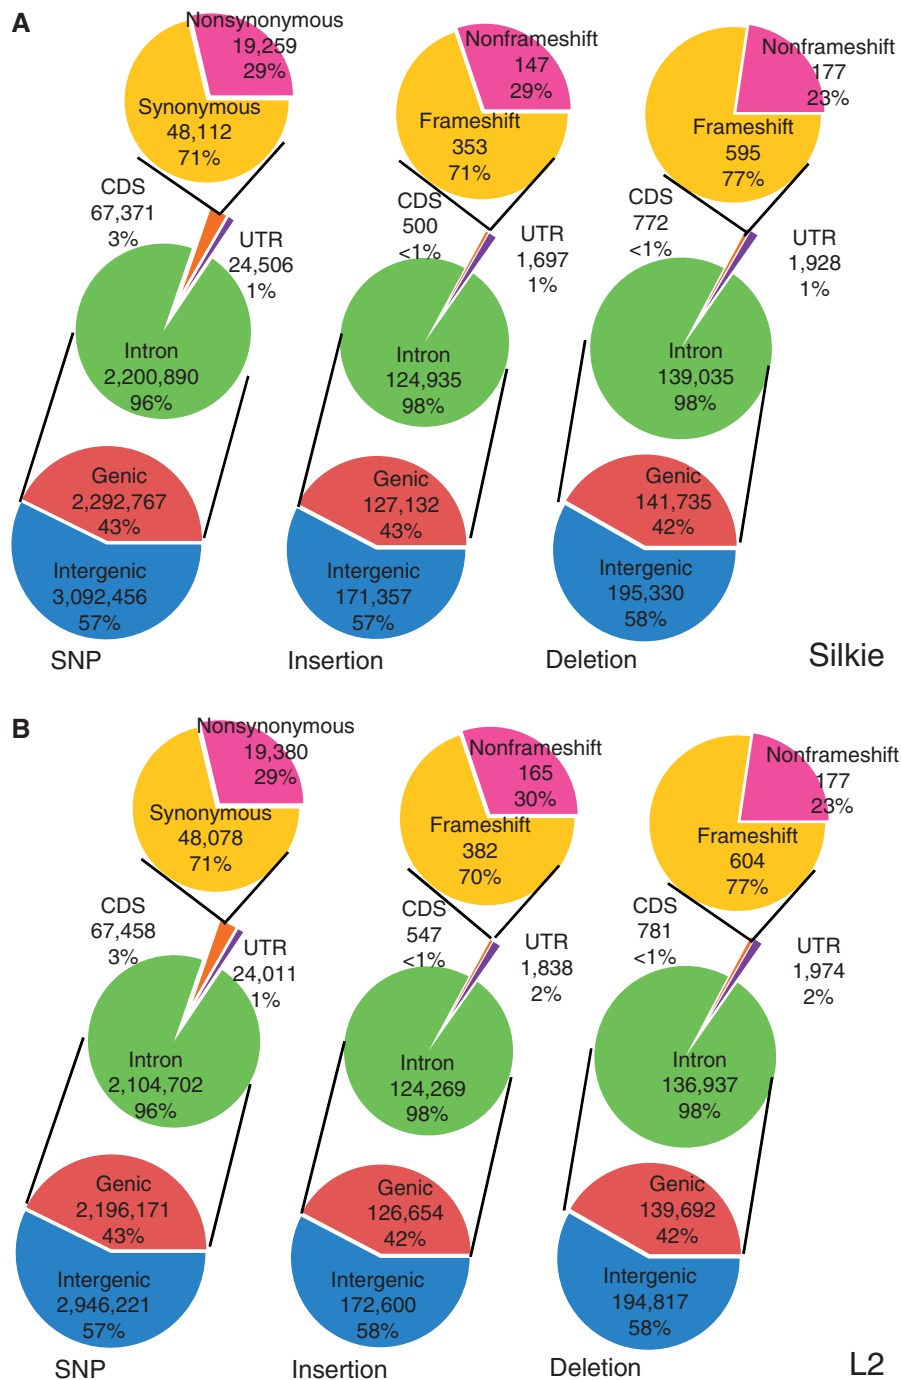 A
Nonsynonymous
19,259
29%
Synonymous
48,112
71%
CDS
67,371
3%
UTR
24,506
1%
Intron
2,200,890
96%
Genic
2,292,767
43%
Intergenic
3,092,456
57%
SNP
Nonframeshift
147
29%
Frameshift
353
71%
CDS
500
<1%
UTR
1,697
1%
Intron
124,935
98%
Genic
127,132
43%
Intergenic
171,357
57%
Insertion
Nonframeshift
177
23%
Frameshift
595
77%
CDS
772
<1%
UTR
1,928
1%
Intron
139,035
98%
Genic
141,735
42%
Intergenic
195,330
58%
Deletion
Silkie
B
Nonsynonymous
19,380
29%
Synonymous
48,078
71%
CDS
67,458
3%
UTR
24,011
1%
Intron
2,104,702
96%
Genic
2,196,171
43%
Intergenic
2,946,221
57%
SNP
Nonframeshift
165
30%
Frameshift
382
70%
CDS
547
<1%
UTR
1,838
2%
Intron
124,269
98%
Genic
126,654
42%
Intergenic
172,600
58%
Insertion
Nonframeshift
177
23%
Frameshift
604
77%
CDS
781
<1%
UTR
1,974
2%
Intron
136,937
98%
Genic
139,692
42%
Intergenic
194,817
58%
Deletion
L2